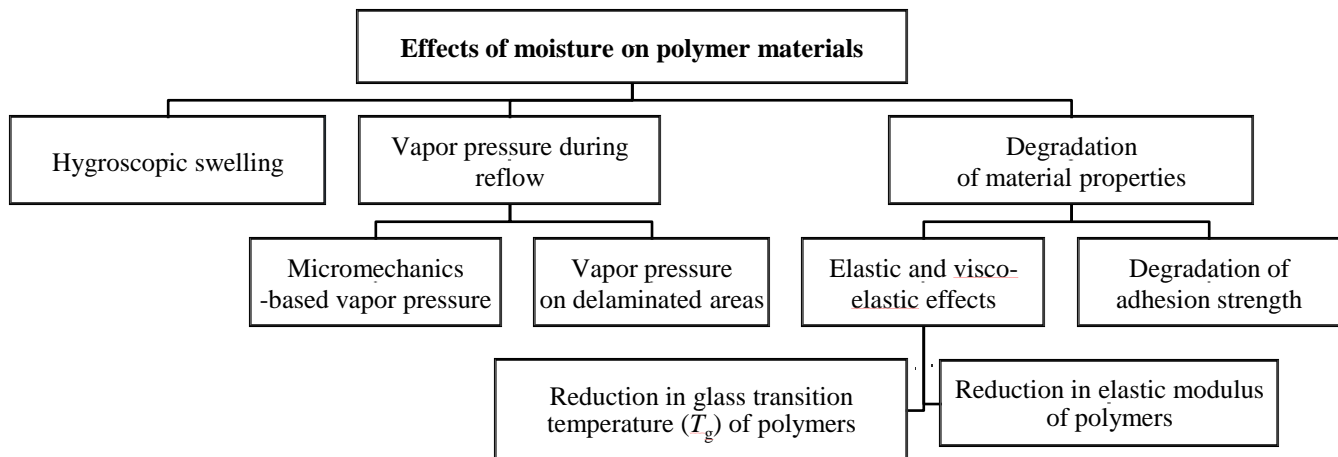 Effects of moisture on polymer materials
Hygroscopic swelling
Vapor pressure during
reflow
Degradation
of material properties
Micromechanics
-based vapor pressure
Vapor pressure
on delaminated areas
Elastic and visco-
elastic effects
Degradation of
adhesion strength
Reduction in glass transition
temperature (Tg) of polymers
Reduction in elastic modulus
of polymers